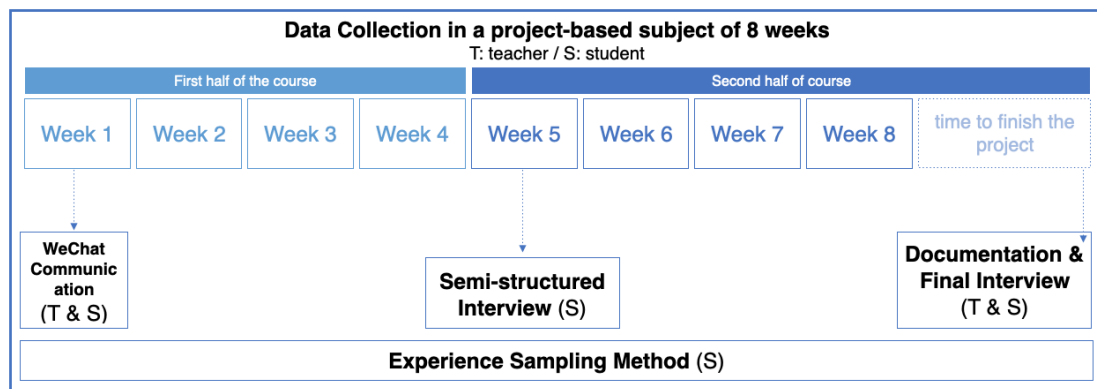 Data Collection in a project-based subject of 8 weeks
T: teacher / S: student
First half of the course
Second half of course
Week 1
Week 2
Week 3
Week 4
Week 5
Week 6
Week 7
Week 8
time to finish the
project
WeChat
Communic
ation
(T & S)
Semi-structured
Interview (S)
Documentation &
Final Interview
(T & S)
Experience Sampling Method (S)